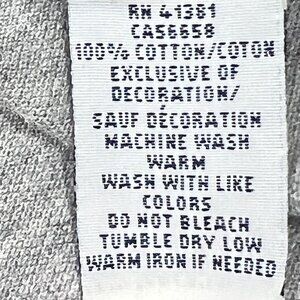 RN 41381
CA56658
100% COTTON/COTON
EXCLUSIVE OF
DECORATION/
SAUF DÉCORATION
MACHINE WASH
WARM
WASH WITH LIKE
COLORS
DO NOT BLEACH
TUMBLE DRY LOW
WARM IRON IF NEEDED